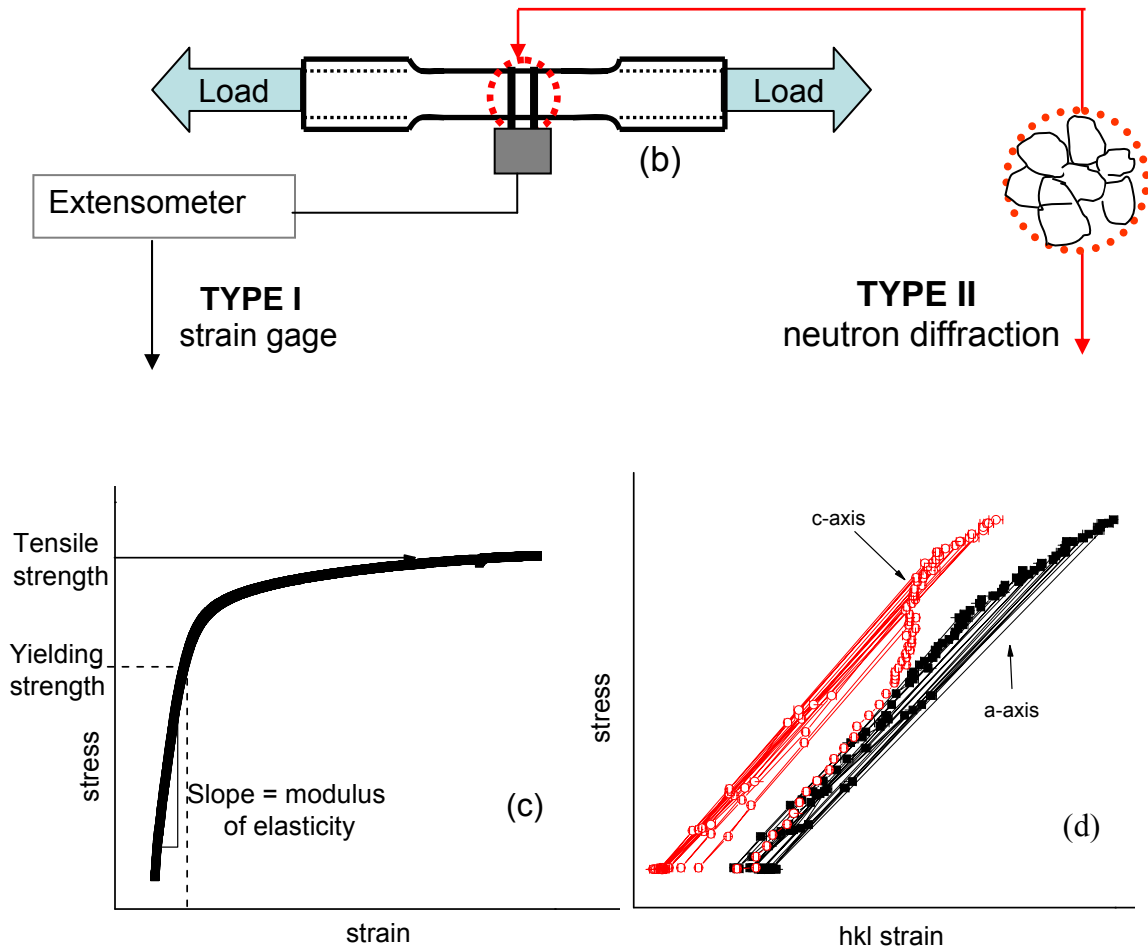 Load
Load
(b)
Extensometer
TYPE I
strain gage
TYPE II
neutron diffraction
Tensile
strength
Yielding
strength
stress
Slope = modulus
of elasticity
(c)
strain
c-axis
a-axis
stress
(d)
hkl strain